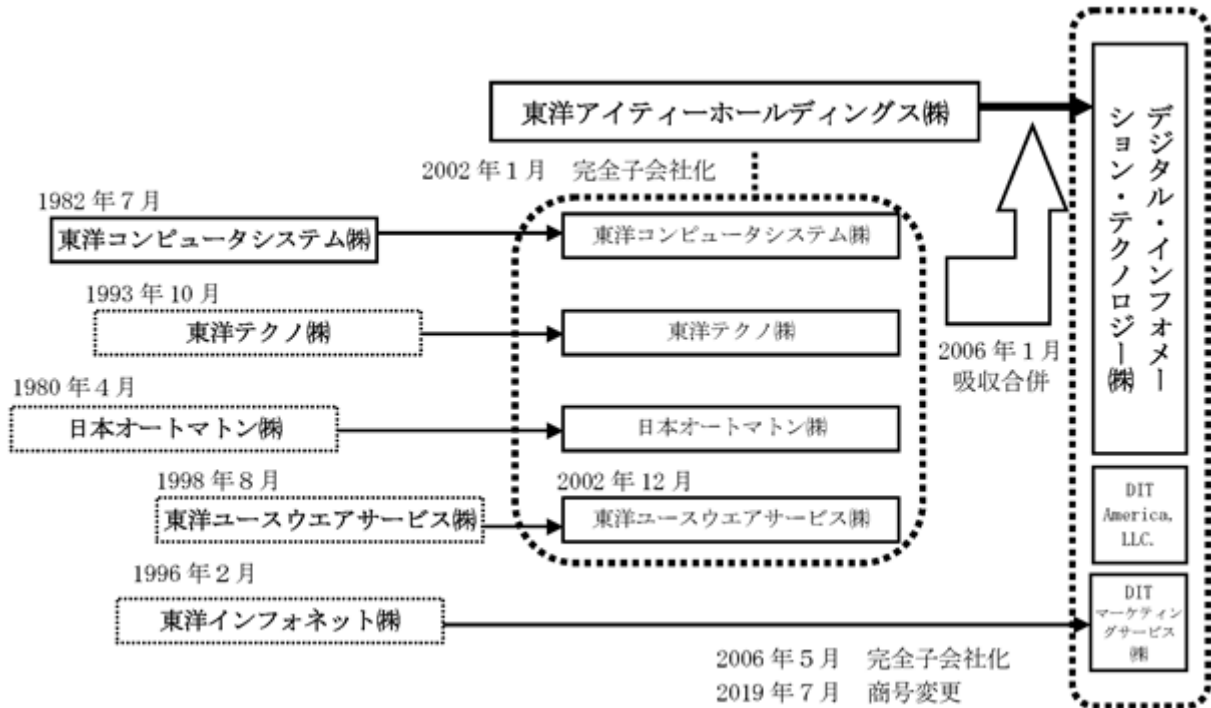 東洋アイティーホールディングス㈱
2002年1月 完全子会社化
1982年7月
東洋コンピュータシステム㈱
東洋コンピュータシステム㈱
1993年10月
東洋テクノ㈱
東洋テクノ㈱
1980年4月
日本オートマトン㈱
日本オートマトン㈱
1998年8月
東洋ユースウエアサービス㈱
2002年12月
東洋ユースウエアサービス㈱
1996年2月
東洋インフォネット㈱
2006年5月 完全子会社化
2019年7月 商号変更
2006年1月
吸収合併
デジタル・インフォメー
ション・テクノロジー㈱
DIT
America,
LLC.
DIT
マーケティン
グサービス
㈱